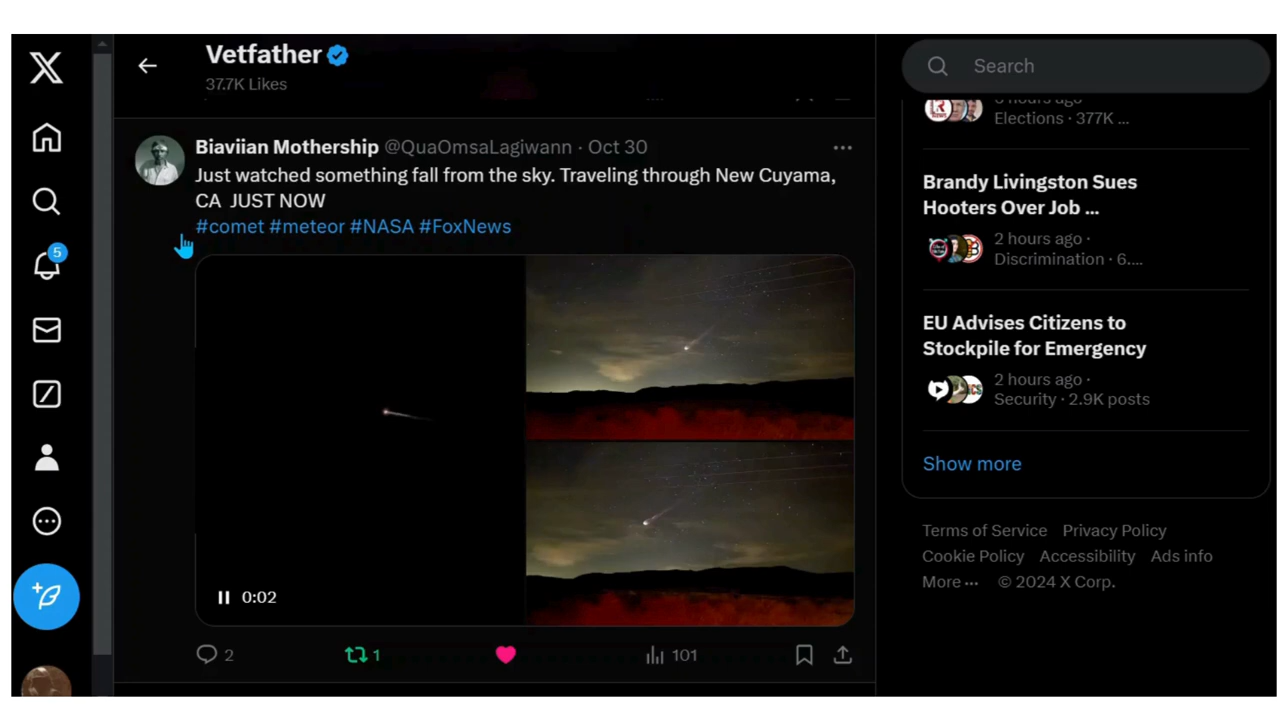 Vetfather
37.7K Likes
Search
Biaviian Mothership @QuaOmsaLagiwann · Oct 30
Just watched something fall from the sky. Traveling through New Cuyama,
CA JUST NOW
#comet #meteor #NASA #FoxNews
0:02
2
1
101
5
hours ago
Elections · 377K ...
Brandy Livingston Sues
Hooters Over Job ...
2 hours ago ·
Discrimination · 6....
EU Advises Citizens to
Stockpile for Emergency
2 hours ago ·
Security · 2.9K posts
Show more
Terms of Service Privacy Policy
Cookie Policy Accessibility Ads info
More ··· © 2024 X Corp.